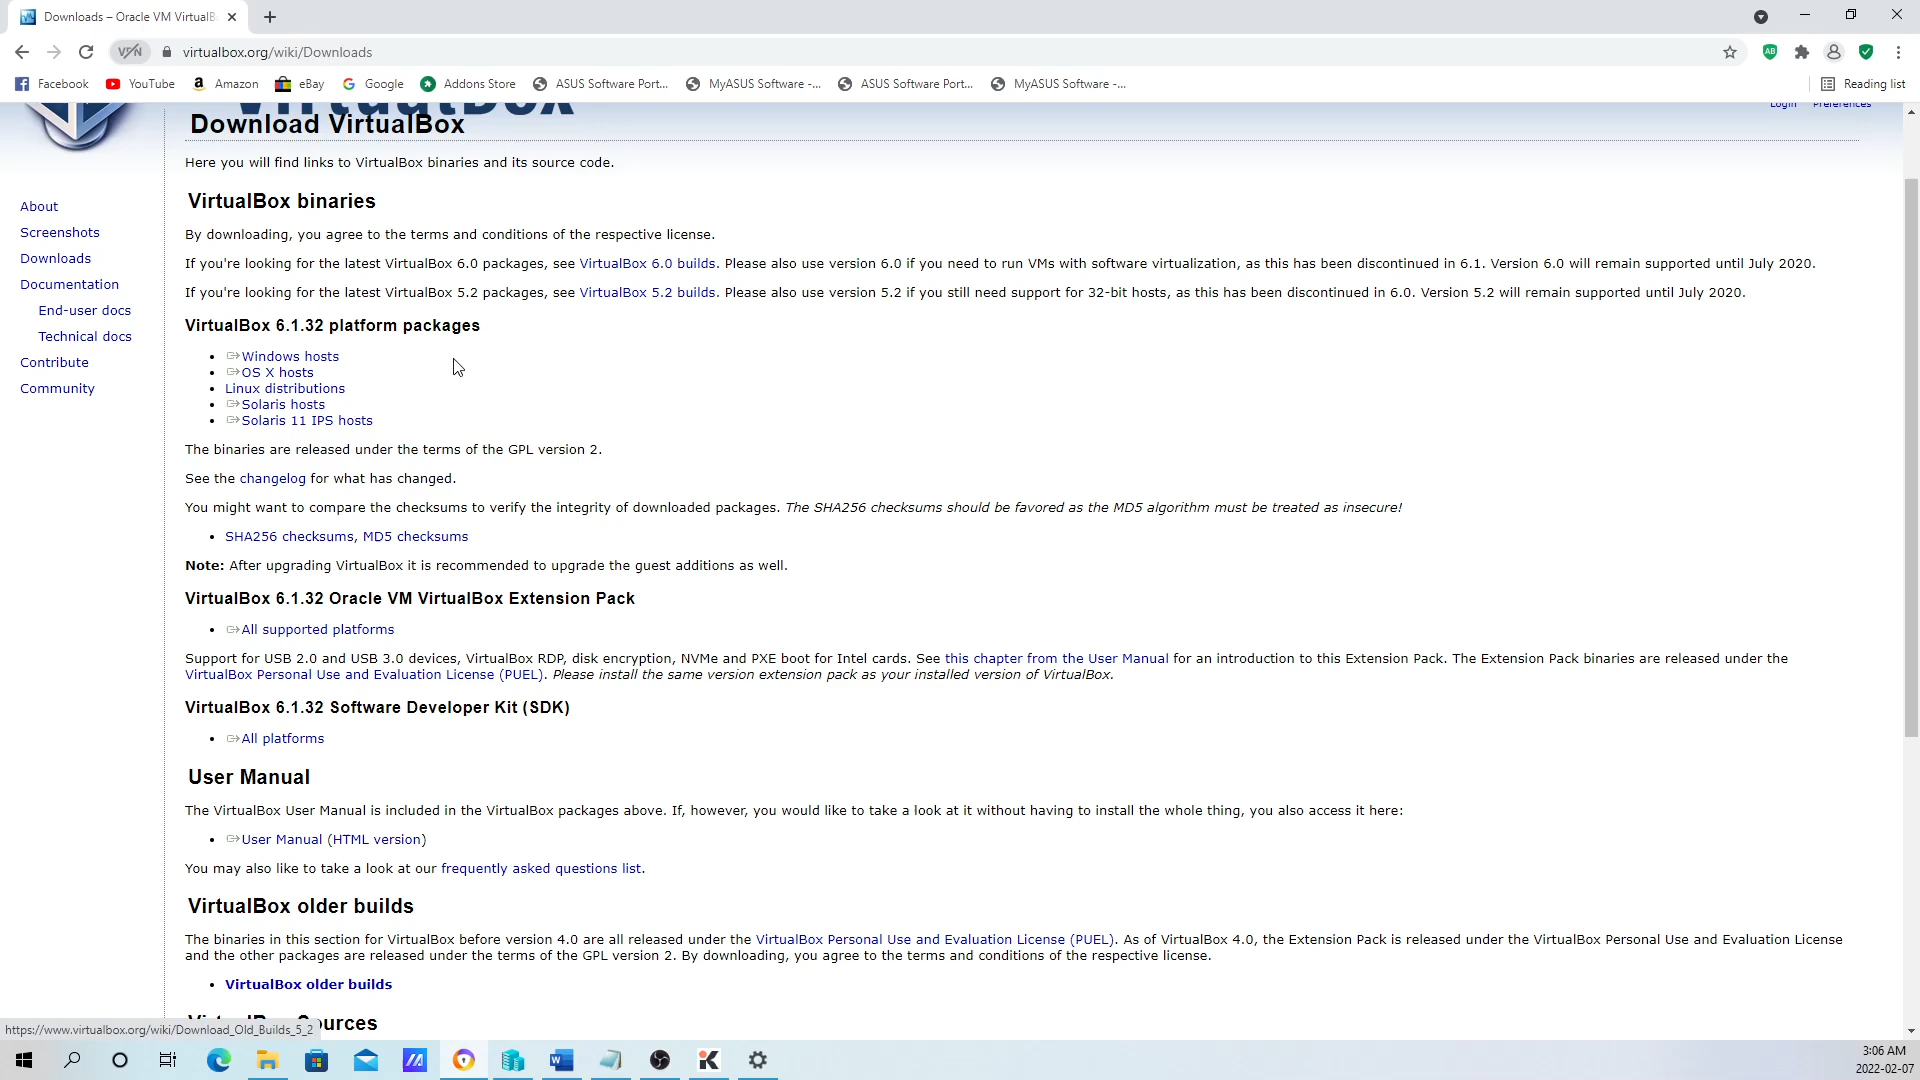 Downloads – Oracle VM VirtualB
VPN
virtualbox.org/wiki/Downloads
Facebook
YouTube
Amazon
eBay
Google
Addons Store
ASUS Software Port...
MyASUS Software -...
ASUS Software Port...
MyASUS Software -...
Reading list
VirtualBox
Login
Preferences
Download VirtualBox
Here you will find links to VirtualBox binaries and its source code.
About
Screenshots
Downloads
Documentation
End-user docs
Technical docs
Contribute
Community
VirtualBox binaries
By downloading, you agree to the terms and conditions of the respective license.
If you're looking for the latest VirtualBox 6.0 packages, see VirtualBox 6.0 builds. Please also use version 6.0 if you need to run VMs with software virtualization, as this has been discontinued in 6.1. Version 6.0 will remain supported until July 2020.
If you're looking for the latest VirtualBox 5.2 packages, see VirtualBox 5.2 builds. Please also use version 5.2 if you still need support for 32-bit hosts, as this has been discontinued in 6.0. Version 5.2 will remain supported until July 2020.
VirtualBox 6.1.32 platform packages
Windows hosts
OS X hosts
Linux distributions
Solaris hosts
Solaris 11 IPS hosts
The binaries are released under the terms of the GPL version 2.
See the changelog for what has changed.
You might want to compare the checksums to verify the integrity of downloaded packages. The SHA256 checksums should be favored as the MD5 algorithm must be treated as insecure!
SHA256 checksums, MD5 checksums
Note: After upgrading VirtualBox it is recommended to upgrade the guest additions as well.
VirtualBox 6.1.32 Oracle VM VirtualBox Extension Pack
All supported platforms
Support for USB 2.0 and USB 3.0 devices, VirtualBox RDP, disk encryption, NVMe and PXE boot for Intel cards. See this chapter from the User Manual for an introduction to this Extension Pack. The Extension Pack binaries are released under the
VirtualBox Personal Use and Evaluation License (PUEL). Please install the same version extension pack as your installed version of VirtualBox.
VirtualBox 6.1.32 Software Developer Kit (SDK)
All platforms
User Manual
The VirtualBox User Manual is included in the VirtualBox packages above. If, however, you would like to take a look at it without having to install the whole thing, you also access it here:
User Manual (HTML version)
You may also like to take a look at our frequently asked questions list.
VirtualBox older builds
The binaries in this section for VirtualBox before version 4.0 are all released under the VirtualBox Personal Use and Evaluation License (PUEL). As of VirtualBox 4.0, the Extension Pack is released under the VirtualBox Personal Use and Evaluation License
and the other packages are released under the terms of the GPL version 2. By downloading, you agree to the terms and conditions of the respective license.
VirtualBox older builds
VirtualBox Sources
https://www.virtualbox.org/wiki/Download_Old_Builds_5_2
3:06 AM
2022-02-07